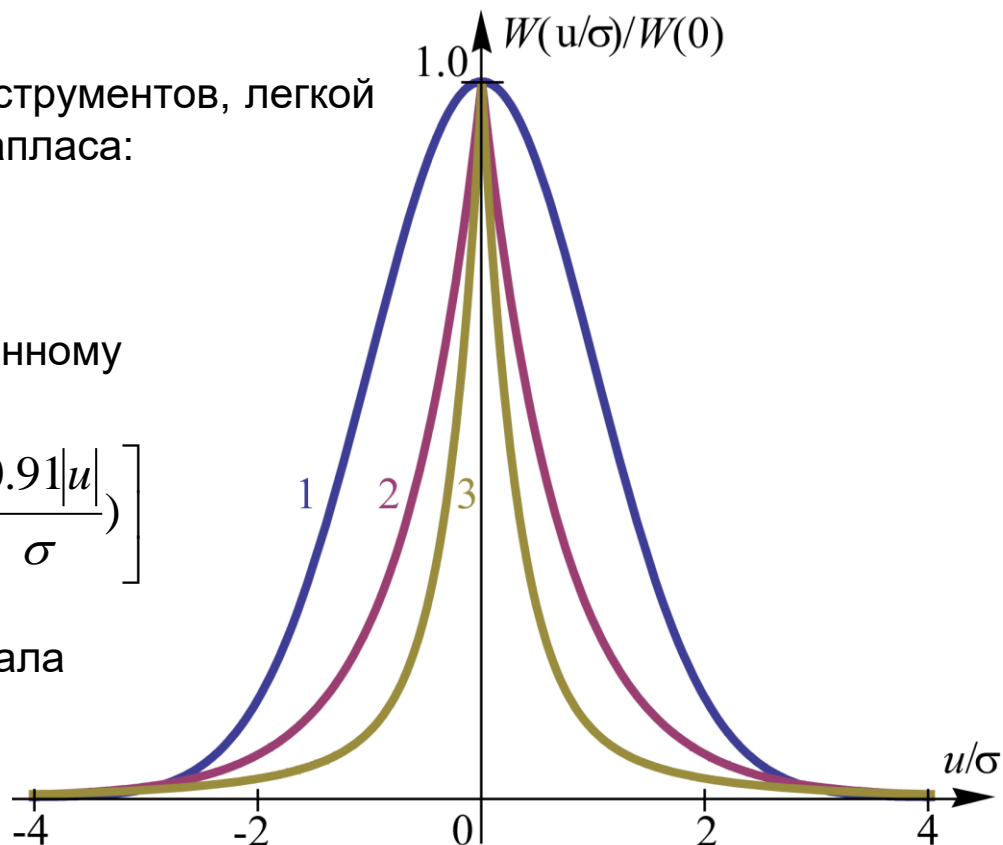 W(u/σ)/W(0)
1.0
струментов, легкой
апласа:
нному
.91|u|
σ
)
]
1 2 3
ала
u/σ
-4 -2 0 2 4